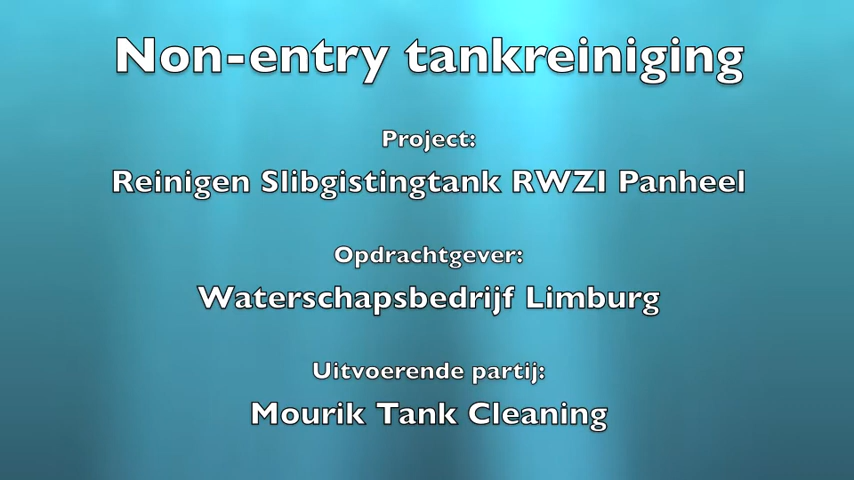 Non-entry tankreiniging
Project:
Reinigen Slibgistingtank RWZI Panheel
Opdrachtgever:
Waterschapsbedrijf Limburg
Uitvoerende partij:
Mourik Tank Cleaning